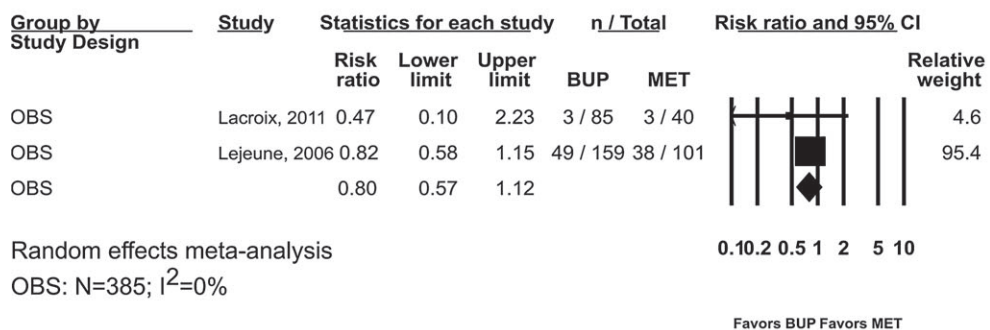 Group by Study Statistics for each study n / Total Risk ratio and 95% CI
Study Design
Risk ratio Lower limit Upper limit BUP MET Relative weight
OBS Lacroix, 2011 0.47 0.10 2.23 3 / 85 3 / 40 4.6
OBS Lejeune, 2006 0.82 0.58 1.15 49 / 159 38 / 101 95.4
OBS 0.80 0.57 1.12
0.1 0.2 0.5 1 2 5 10
Random effects meta-analysis
OBS: N=385; I²=0%
Favors BUP Favors MET